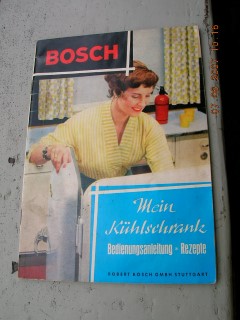 BOSCH
Mein
Kühlschrank
Bedienungsanleitung + Rezepte
ROBERT BOSCH GMBH STUTTGART